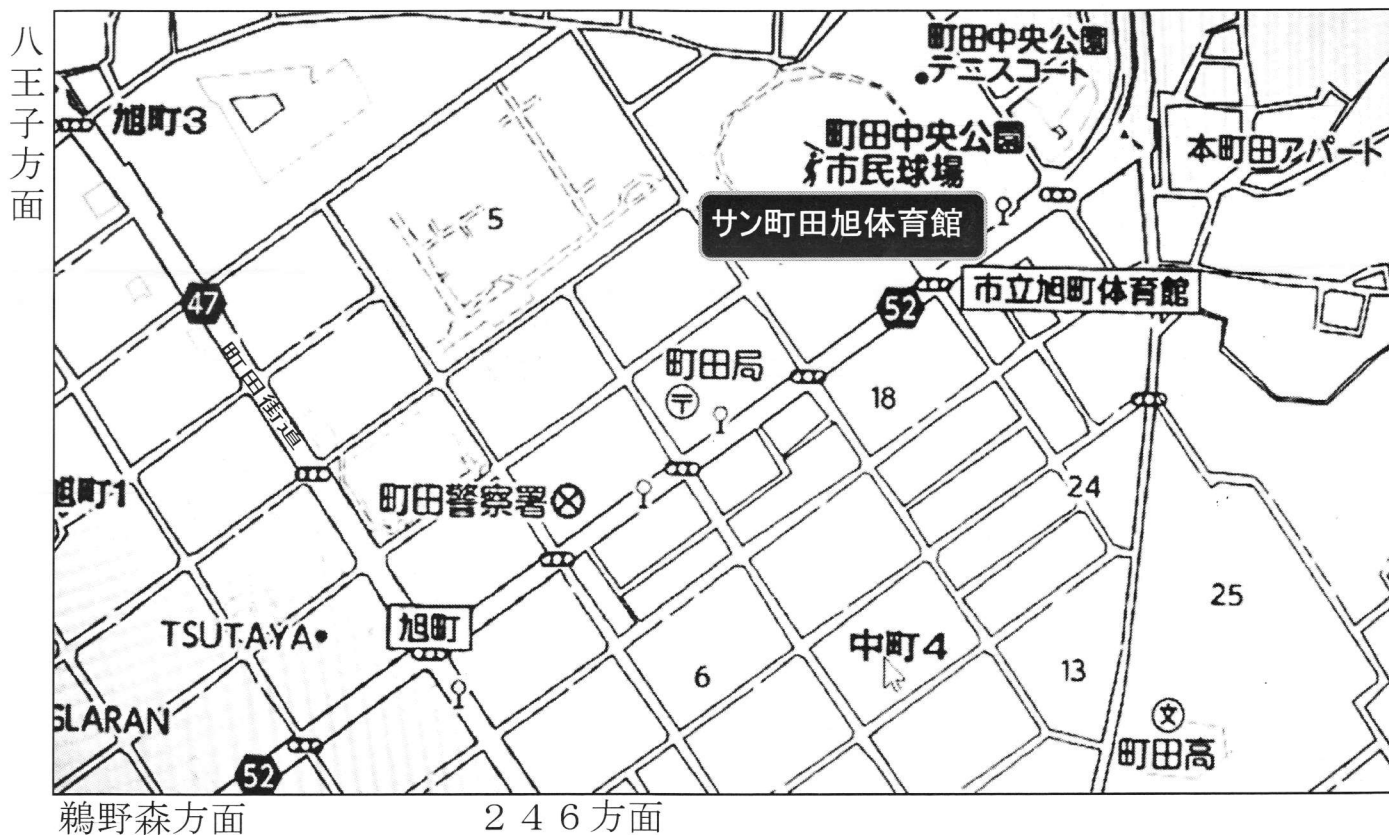 八王子方面
町田中央公園
テニスコート
旭町3
町田中央公園
市民球場
本町田アパート
サン町田旭体育館
5
47
52
市立旭町体育館
町田街道
町田局
〒
18
旭町1
町田警察署
24
25
TSUTAYA
旭町
中町4
6
13
SLARAN
文
町田高
52
鵜野森方面
246方面